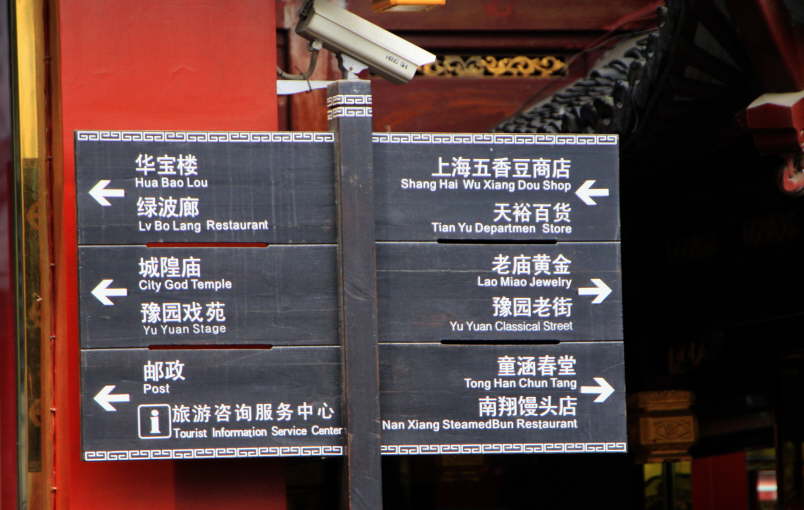 华宝楼
Hua Bao Lou
绿波廊
Lv Bo Lang Restaurant
城隍庙
City God Temple
豫园戏苑
Yu Yuan Stage
邮政
Post
i 旅游咨询服务中心
Tourist Information Service Center
上海五香豆商店
Shang Hai Wu Xiang Dou Shop
天裕百货
Tian Yu Departmen Store
老庙黄金
Lao Miao Jewelry
豫园老街
Yu Yuan Classical Street
童涵春堂
Tong Han Chun Tang
南翔馒头店
Nan Xiang SteamedBun Restaurant